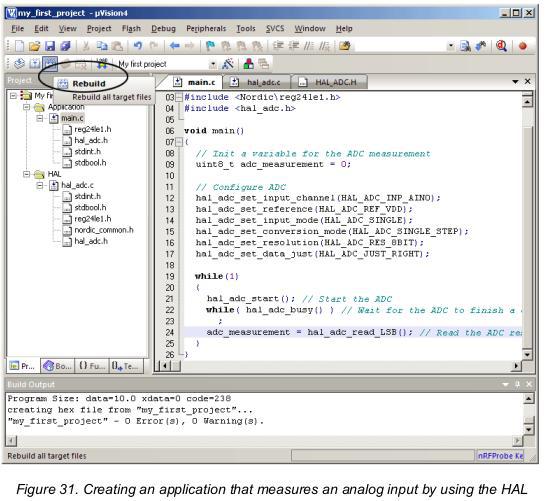 my_first_project - µVision4
File Edit View Project Flash Debug Peripherals Tools SVCS Window Help
My first project
Project
Rebuild
Rebuild all target files
My fir
Application
main.c
reg24le1.h
hal_adc.h
stdint.h
stdbool.h
HAL
hal_adc.c
stdint.h
stdbool.h
reg24le1.h
nordic_common.h
hal_adc.h
Pr... Bo... {} Fu... 0 Te...
main.c hal_adc.c HAL_ADC.H
03 #include <Nordic\reg24le1.h>
04 #include <hal_adc.h>
05
06 void main()
07 {
08 // Init a variable for the ADC measurement
09 uint8_t adc_measurement = 0;
10
11 // Configure ADC
12 hal_adc_set_input_channel(HAL_ADC_INP_AIN0);
13 hal_adc_set_reference(HAL_ADC_REF_VDD);
14 hal_adc_set_input_mode(HAL_ADC_SINGLE);
15 hal_adc_set_conversion_mode(HAL_ADC_SINGLE_STEP);
16 hal_adc_set_resolution(HAL_ADC_RES_8BIT);
17 hal_adc_set_data_just(HAL_ADC_JUST_RIGHT);
18
19 while(1)
20 {
21 hal_adc_start(); // Start the ADC
22 while( hal_adc_busy() ) // Wait for the ADC to finish a
23 ;
24 adc_measurement = hal_adc_read_LSB(); // Read the ADC re
25 }
26 }
Build Output
Program Size: data=10.0 xdata=0 code=238
creating hex file from "my_first_project"...
"my_first_project" - 0 Error(s), 0 Warning(s).
Rebuild all target files
nRFProbe Ke
Figure 31. Creating an application that measures an analog input by using the HAL